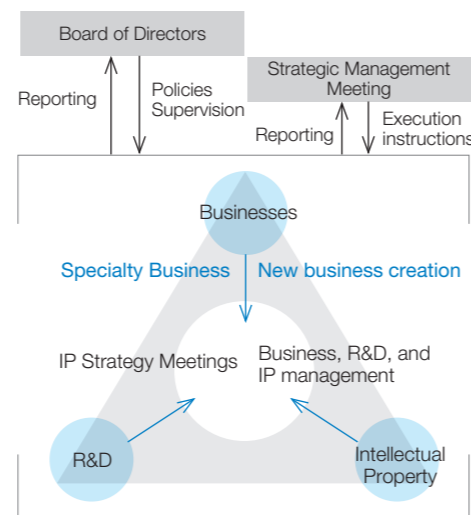 Board of Directors
Strategic Management
Meeting
Reporting
Policies
Supervision
Reporting
Execution
instructions
Businesses
Specialty Business
New business creation
IP Strategy Meetings
Business, R&D, and
IP management
R&D
Intellectual
Property